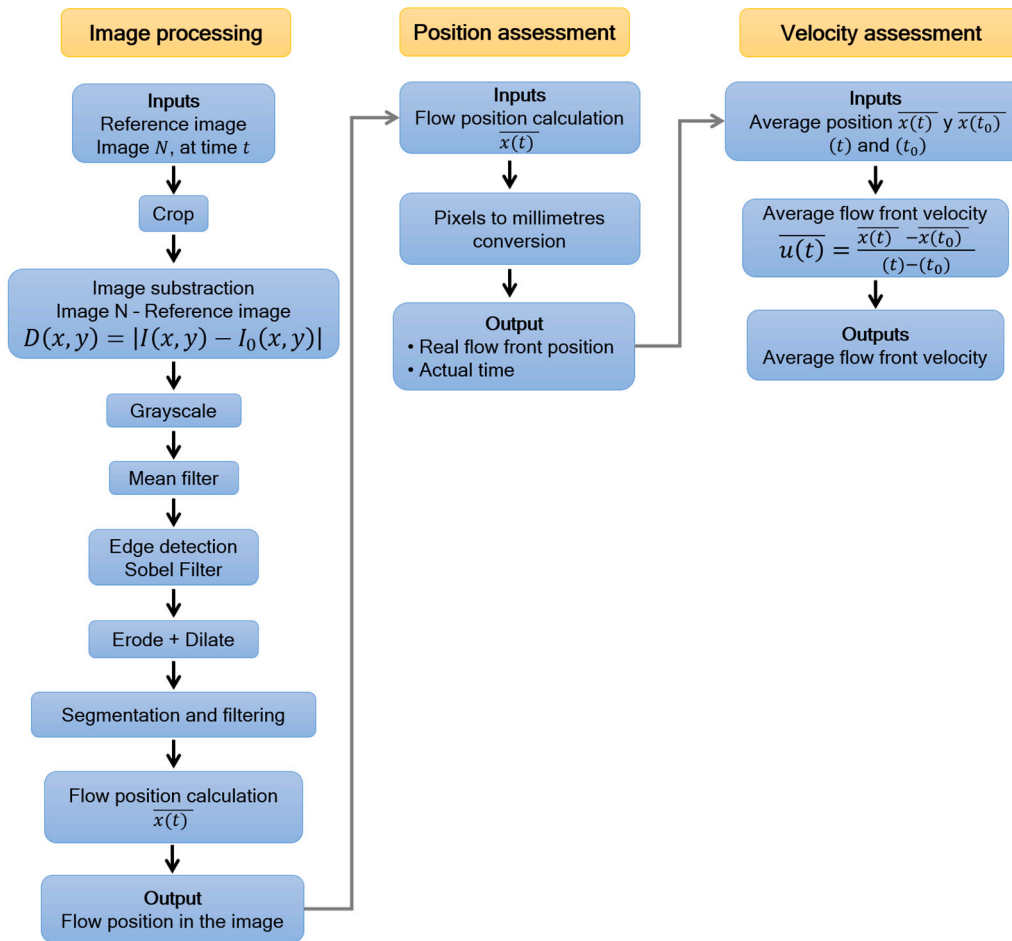 Image processing
Inputs
Reference image
Image N, at time t
Crop
Image substraction
Image N - Reference image
D(x, y) = |I(x, y) − I₀(x, y)|
Grayscale
Mean filter
Edge detection
Sobel Filter
Erode + Dilate
Segmentation and filtering
Flow position calculation
x̅(̅t̅)̅
Output
Flow position in the image
Position assessment
Inputs
Flow position calculation
x̅(̅t̅)̅
Pixels to millimetres
conversion
Output
• Real flow front position
• Actual time
Velocity assessment
Inputs
Average position x̅(̅t̅)̅ y x̅(̅t̅₀̅)̅
(t) and (t₀)
Average flow front velocity
u̅(̅t̅)̅ = (x̅(̅t̅)̅ − x̅(̅t̅₀̅)̅) / ((t)−(t₀))
Outputs
Average flow front velocity